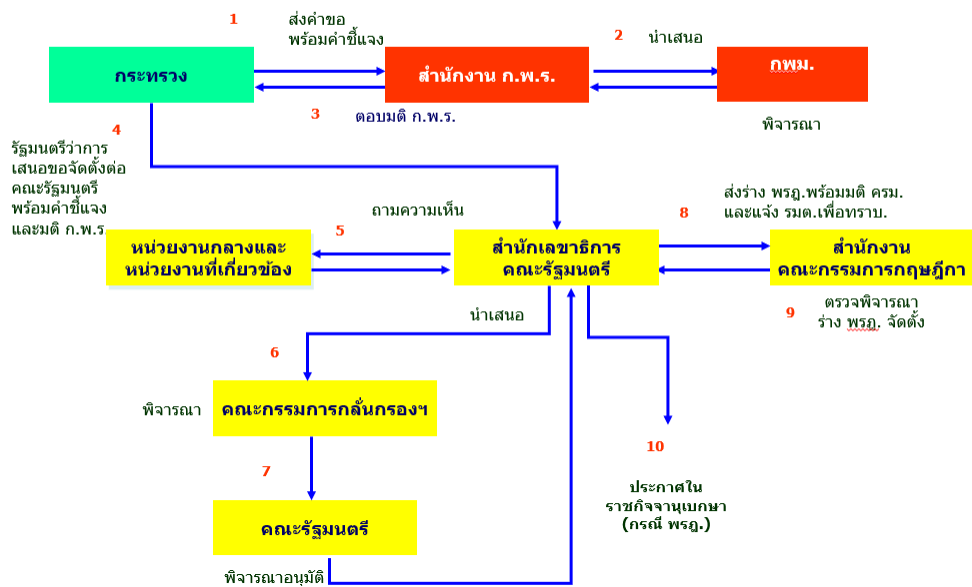 1
ส่งคำขอ
พร้อมคำชี้แจง
2
นำเสนอ
กระทรวง
สำนักงาน ก.พ.ร.
กพม.
3
ตอบมติ ก.พ.ร.
พิจารณา
4
รัฐมนตรีว่าการ
เสนอขอจัดตั้งต่อ
คณะรัฐมนตรี
พร้อมคำชี้แจง
และมติ ก.พ.ร
5
ถามความเห็น
8
ส่งร่าง พรฎ.พร้อมมติ ครม.
และแจ้ง รมต.เพื่อทราบ.
หน่วยงานกลางและ
หน่วยงานที่เกี่ยวข้อง
สำนักเลขาธิการ
คณะรัฐมนตรี
สำนักงาน
คณะกรรมการกฤษฎีกา
9
ตรวจพิจารณา
ร่าง พรฎ. จัดตั้ง
นำเสนอ
6
พิจารณา
คณะกรรมการกลั่นกรองฯ
7
คณะรัฐมนตรี
พิจารณาอนุมัติ
10
ประกาศใน
ราชกิจจานุเบกษา
(กรณี พรฎ.)